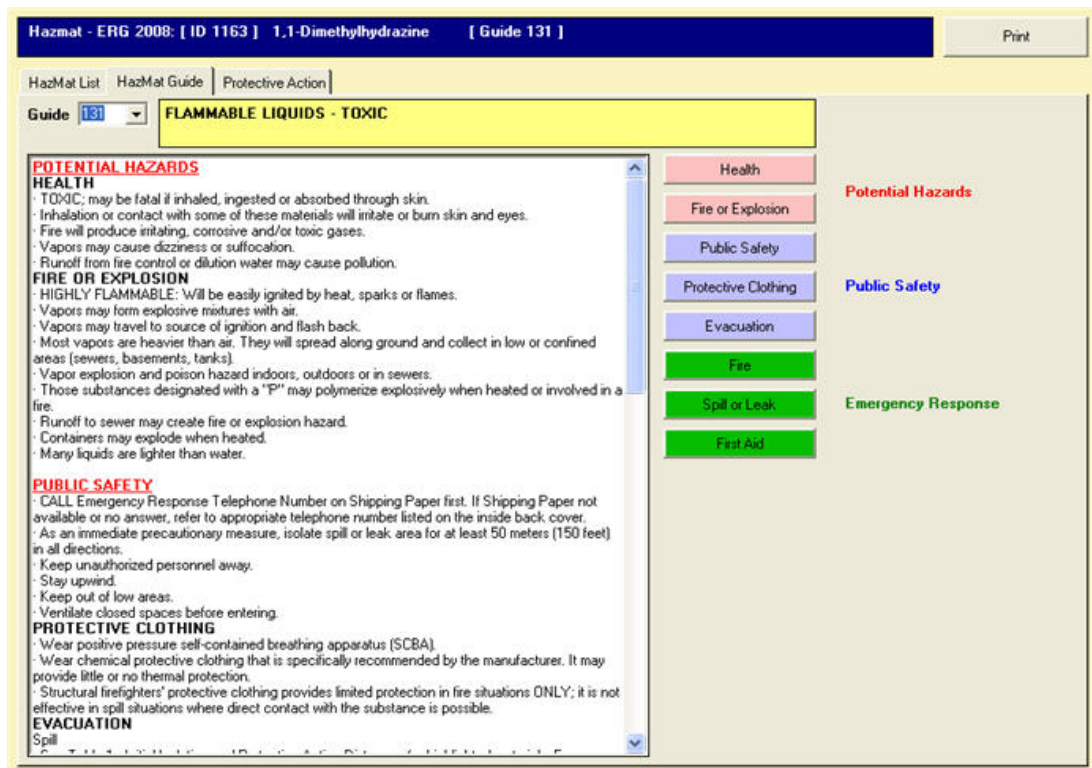 Hazmat - ERG 2008: [ ID 1163 ]   1,1-Dimethylhydrazine   [ Guide 131 ]
Print
HazMat List   HazMat Guide   Protective Action
Guide 131
FLAMMABLE LIQUIDS - TOXIC
POTENTIAL HAZARDS
HEALTH
· TOXIC; may be fatal if inhaled, ingested or absorbed through skin.
· Inhalation or contact with some of these materials will irritate or burn skin and eyes.
· Fire will produce irritating, corrosive and/or toxic gases.
· Vapors may cause dizziness or suffocation.
· Runoff from fire control or dilution water may cause pollution.
FIRE OR EXPLOSION
· HIGHLY FLAMMABLE: Will be easily ignited by heat, sparks or flames.
· Vapors may form explosive mixtures with air.
· Vapors may travel to source of ignition and flash back.
· Most vapors are heavier than air. They will spread along ground and collect in low or confined
areas (sewers, basements, tanks).
· Vapor explosion and poison hazard indoors, outdoors or in sewers.
· Those substances designated with a "P" may polymerize explosively when heated or involved in a
fire.
· Runoff to sewer may create fire or explosion hazard.
· Containers may explode when heated.
· Many liquids are lighter than water.
PUBLIC SAFETY
· CALL Emergency Response Telephone Number on Shipping Paper first. If Shipping Paper not
available or no answer, refer to appropriate telephone number listed on the inside back cover.
· As an immediate precautionary measure, isolate spill or leak area for at least 50 meters (150 feet)
in all directions.
· Keep unauthorized personnel away.
· Stay upwind.
· Keep out of low areas.
· Ventilate closed spaces before entering.
PROTECTIVE CLOTHING
· Wear positive pressure self-contained breathing apparatus (SCBA).
· Wear chemical protective clothing that is specifically recommended by the manufacturer. It may
provide little or no thermal protection.
· Structural firefighters' protective clothing provides limited protection in fire situations ONLY; it is not
effective in spill situations where direct contact with the substance is possible.
EVACUATION
Spill
Health
Fire or Explosion
Potential Hazards
Public Safety
Protective Clothing
Public Safety
Evacuation
Fire
Spill or Leak
Emergency Response
First Aid